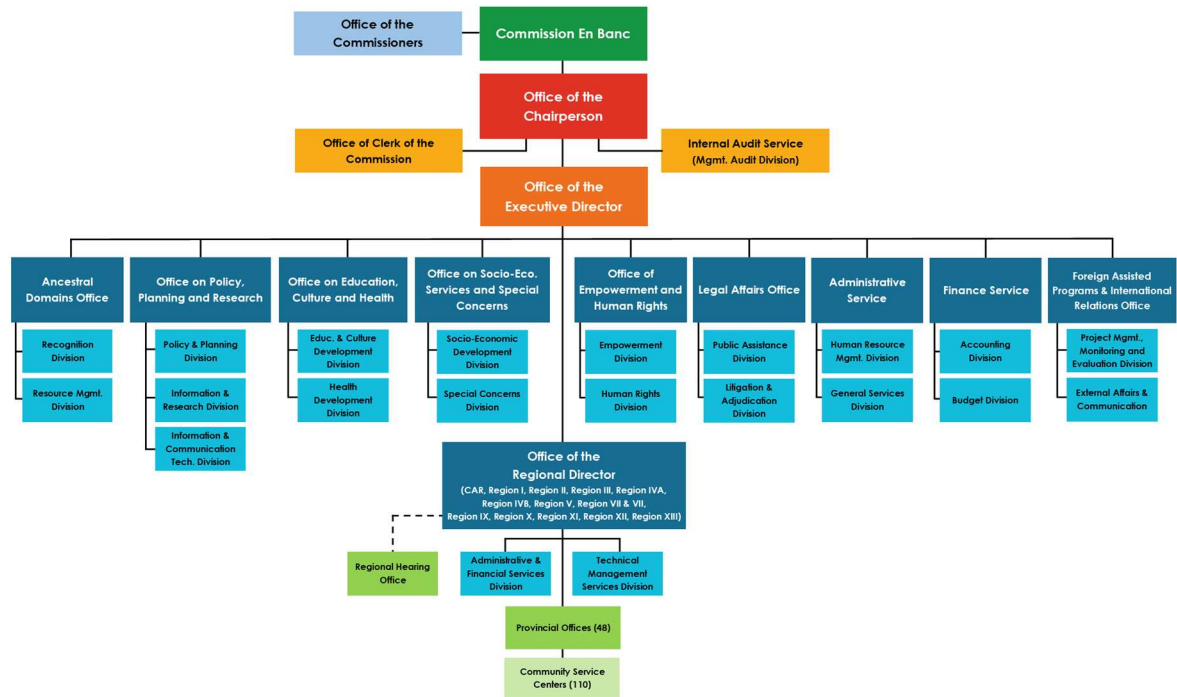 Office of the
Commissioners
Commission En Banc
Office of the
Chairperson
Office of Clerk of the
Commission
Internal Audit Service
(Mgmt. Audit Division)
Office of the
Executive Director
Ancestral
Domains Office
Office on Policy,
Planning and Research
Office on Education,
Culture and Health
Office on Socio-Eco.
Services and Special
Concerns
Office of
Empowerment and
Human Rights
Legal Affairs Office
Administrative
Service
Finance Service
Foreign Assisted
Programs & International
Relations Office
Recognition
Division
Policy & Planning
Division
Educ. & Culture
Development
Division
Socio-Economic
Development
Division
Empowerment
Division
Public Assistance
Division
Human Resource
Mgmt. Division
Accounting
Division
Project Mgmt.,
Monitoring and
Evaluation Division
Resource Mgmt.
Division
Information &
Research Division
Health
Development
Division
Special Concerns
Division
Human Rights
Division
Litigation &
Adjudication
Division
General Services
Division
Budget Division
External Affairs &
Communication
Information &
Communication
Tech. Division
Office of the
Regional Director
(CAR, Region I, Region II, Region III, Region IVA,
Region IVB, Region V, Region VII & VII,
Region IX, Region X, Region XI, Region XII, Region XIII)
Regional Hearing
Office
Administrative &
Financial Services
Division
Technical
Management
Services Division
Provincial Offices (48)
Community Service
Centers (110)